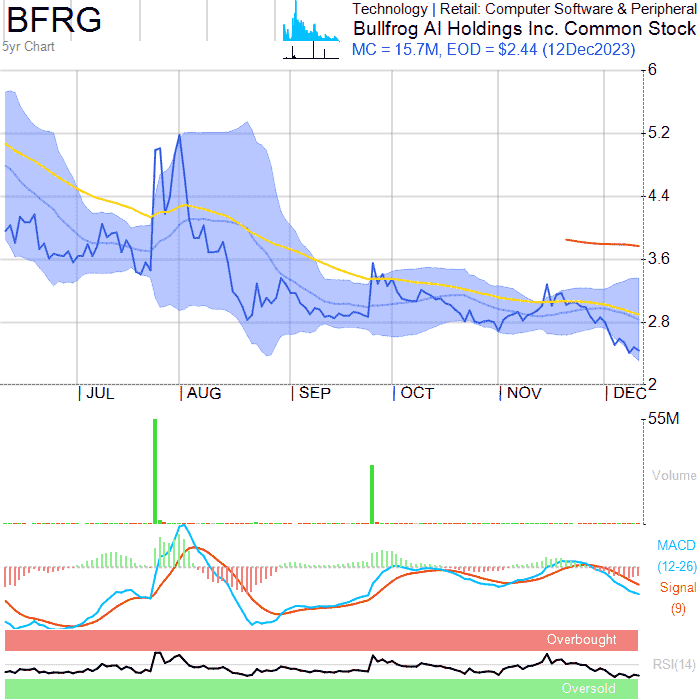 BFRG
5yr Chart
Technology | Retail: Computer Software & Peripheral
Bullfrog AI Holdings Inc. Common Stock
MC = 15.7M, EOD = $2.44 (12Dec2023)
6
5.2
4.4
3.6
2.8
2
JUL
AUG
SEP
OCT
NOV
DEC
55M
Volume
MACD
(12-26)
Signal
(9)
Overbought
RSI(14)
Oversold